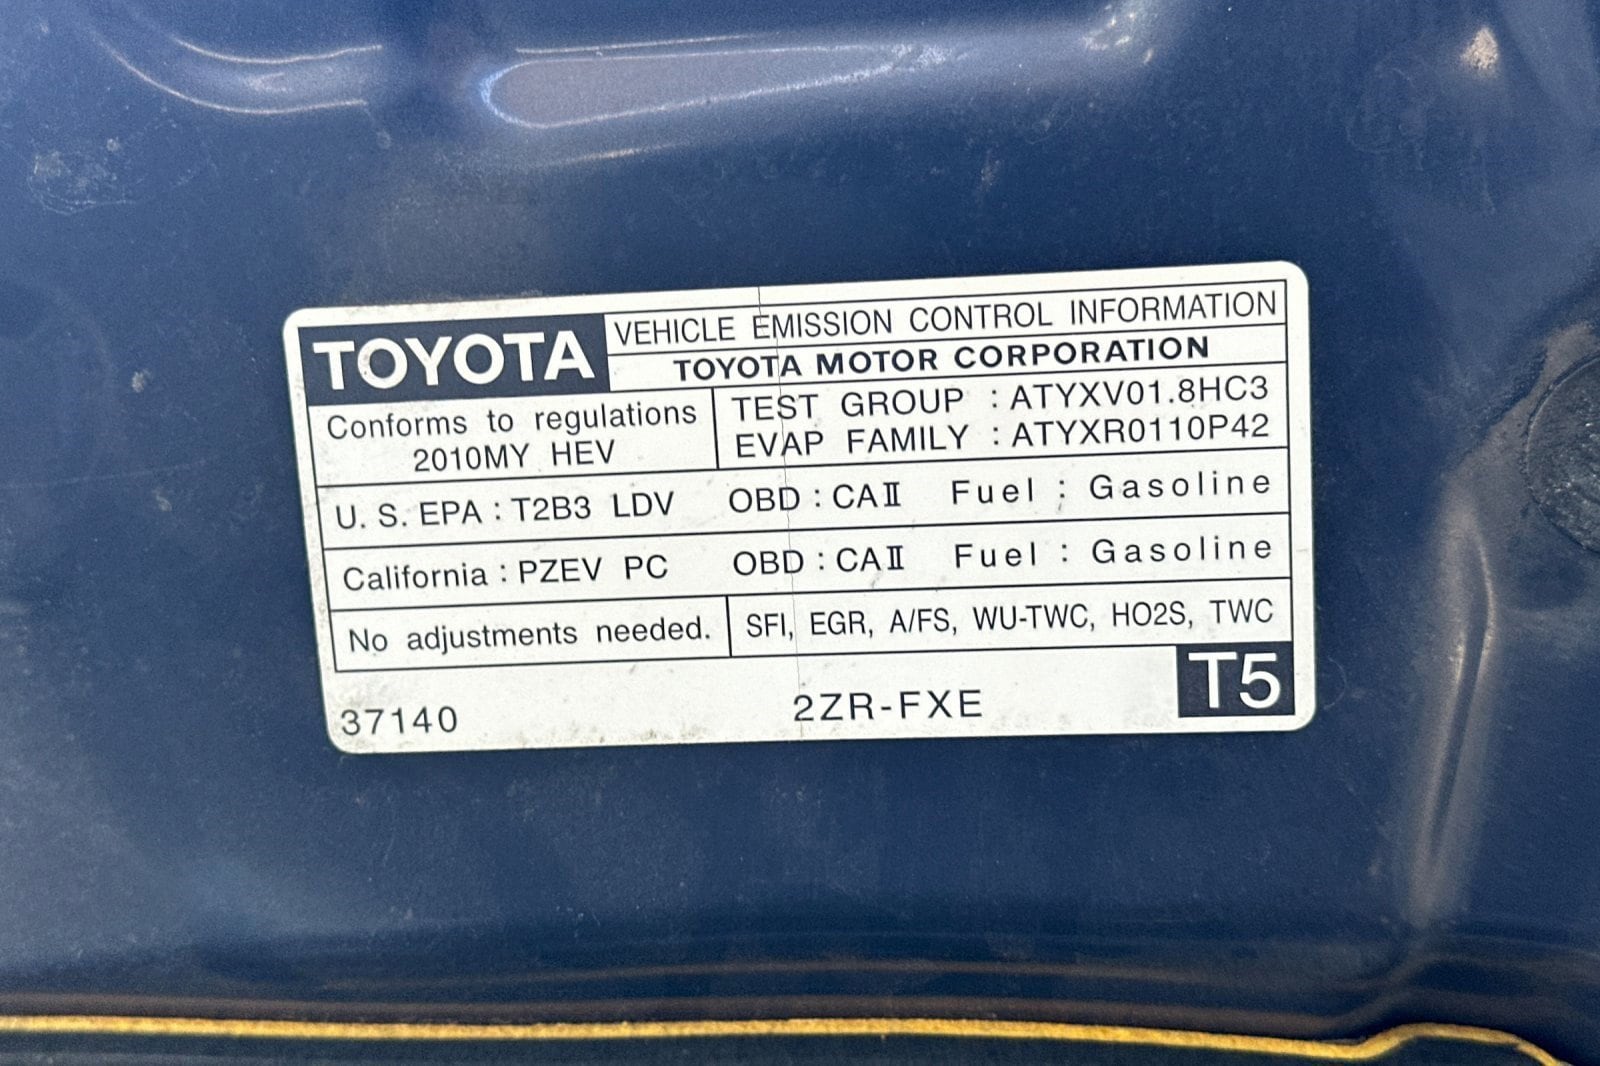 TOYOTA
VEHICLE EMISSION CONTROL INFORMATION
TOYOTA MOTOR CORPORATION
Conforms to regulations
2010MY HEV
TEST GROUP : ATYXV01.8HC3
EVAP FAMILY : ATYXR0110P42
U. S. EPA : T2B3 LDV OBD : CAⅡ Fuel : Gasoline
California : PZEV PC OBD : CAⅡ Fuel : Gasoline
No adjustments needed. SFI, EGR, A/FS, WU-TWC, HO2S, TWC
37140 2ZR-FXE T5